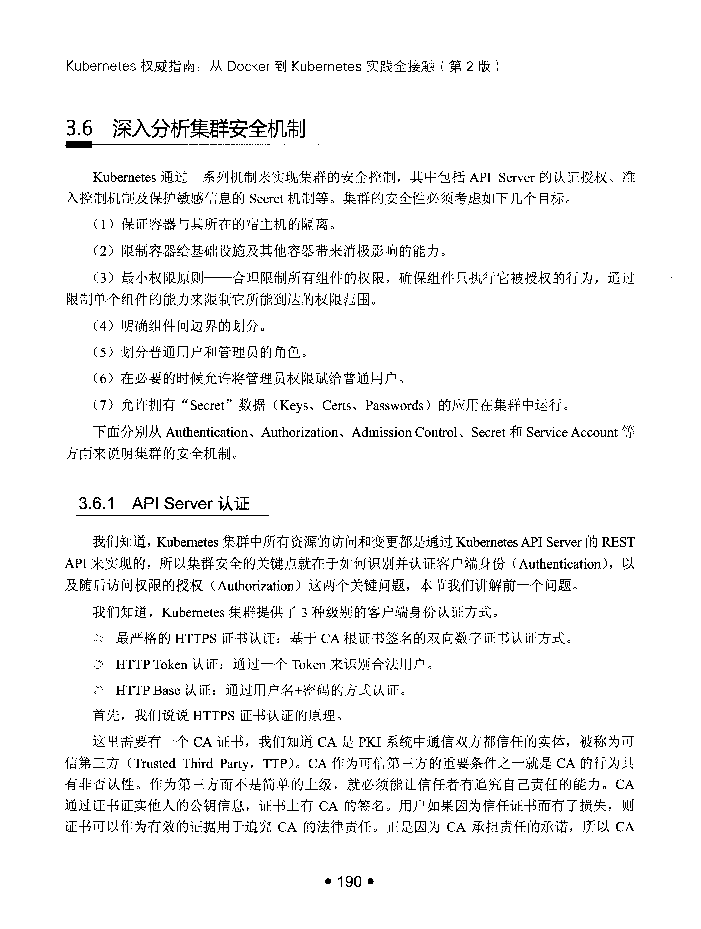 Kubernetes 权威指南：从 Docker 到 Kubernetes 实践全接触（第 2 版）
3.6 深入分析集群安全机制
Kubernetes 通过一系列机制来实现集群的安全控制，其中包括 API Server 的认证授权、准
入控制机制及保护敏感信息的 Secret 机制等。集群的安全性必须考虑如下几个目标。
（1）保证容器与其所在的宿主机的隔离。
（2）限制容器给基础设施及其他容器带来消极影响的能力。
（3）最小权限原则——合理限制所有组件的权限，确保组件只执行它被授权的行为，通过
限制单个组件的能力来限制它所能到达的权限范围。
（4）明确组件间边界的划分。
（5）划分普通用户和管理员的角色。
（6）在必要的时候允许将管理员权限赋给普通用户。
（7）允许拥有“Secret”数据（Keys、Certs、Passwords）的应用在集群中运行。
下面分别从 Authentication、Authorization、Admission Control、Secret 和 Service Account 等
方面来说明集群的安全机制。
3.6.1 API Server 认证
我们知道，Kubernetes 集群中所有资源的访问和变更都是通过 Kubernetes API Server 的 REST
API 来实现的，所以集群安全的关键点就在于如何识别并认证客户端身份（Authentication），以
及随后访问权限的授权（Authorization）这两个关键问题，本节我们讲解前一个问题。
我们知道，Kubernetes 集群提供了 3 种级别的客户端身份认证方式。
最严格的 HTTPS 证书认证：基于 CA 根证书签名的双向数字证书认证方式。
HTTP Token 认证：通过一个 Token 来识别合法用户。
HTTP Base 认证：通过用户名+密码的方式认证。
首先，我们说说 HTTPS 证书认证的原理。
这里需要有一个 CA 证书，我们知道 CA 是 PKI 系统中通信双方都信任的实体，被称为可
信第三方（Trusted Third Party，TTP）。CA 作为可信第三方的重要条件之一就是 CA 的行为具
有非否认性。作为第三方而不是简单的上级，就必须能让信任者有追究自己责任的能力。CA
通过证书证实他人的公钥信息，证书上有 CA 的签名。用户如果因为信任证书而有了损失，则
证书可以作为有效的证据用于追究 CA 的法律责任。正是因为 CA 承担责任的承诺，所以 CA
• 190 •